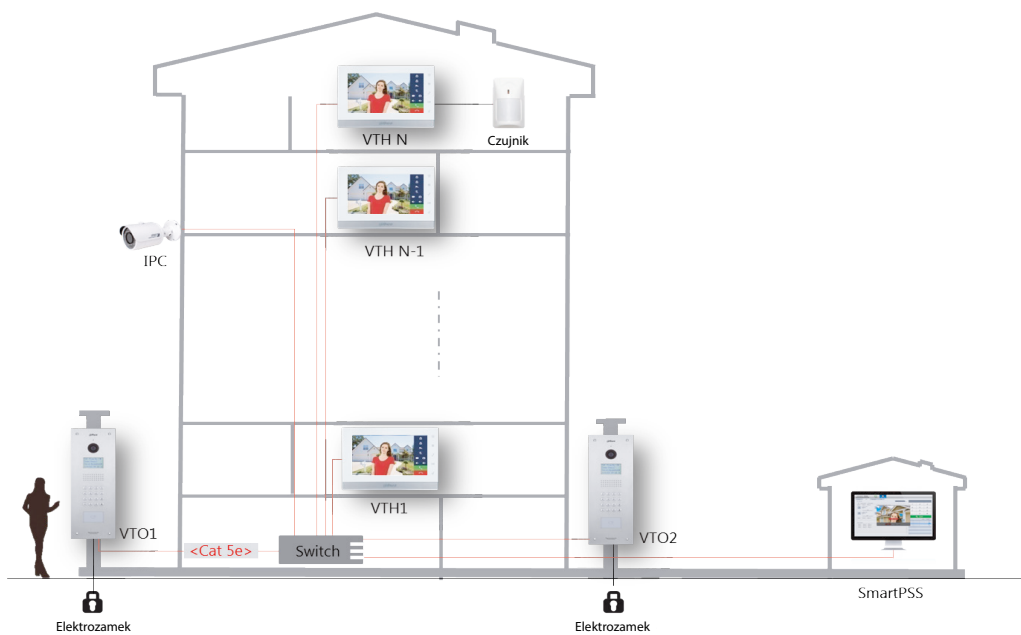 VTH N
Czujnik
VTH N-1
IPC
VTH1
VTO1
<Cat 5e>
Switch
VTO2
SmartPSS
Elektrozamek
Elektrozamek